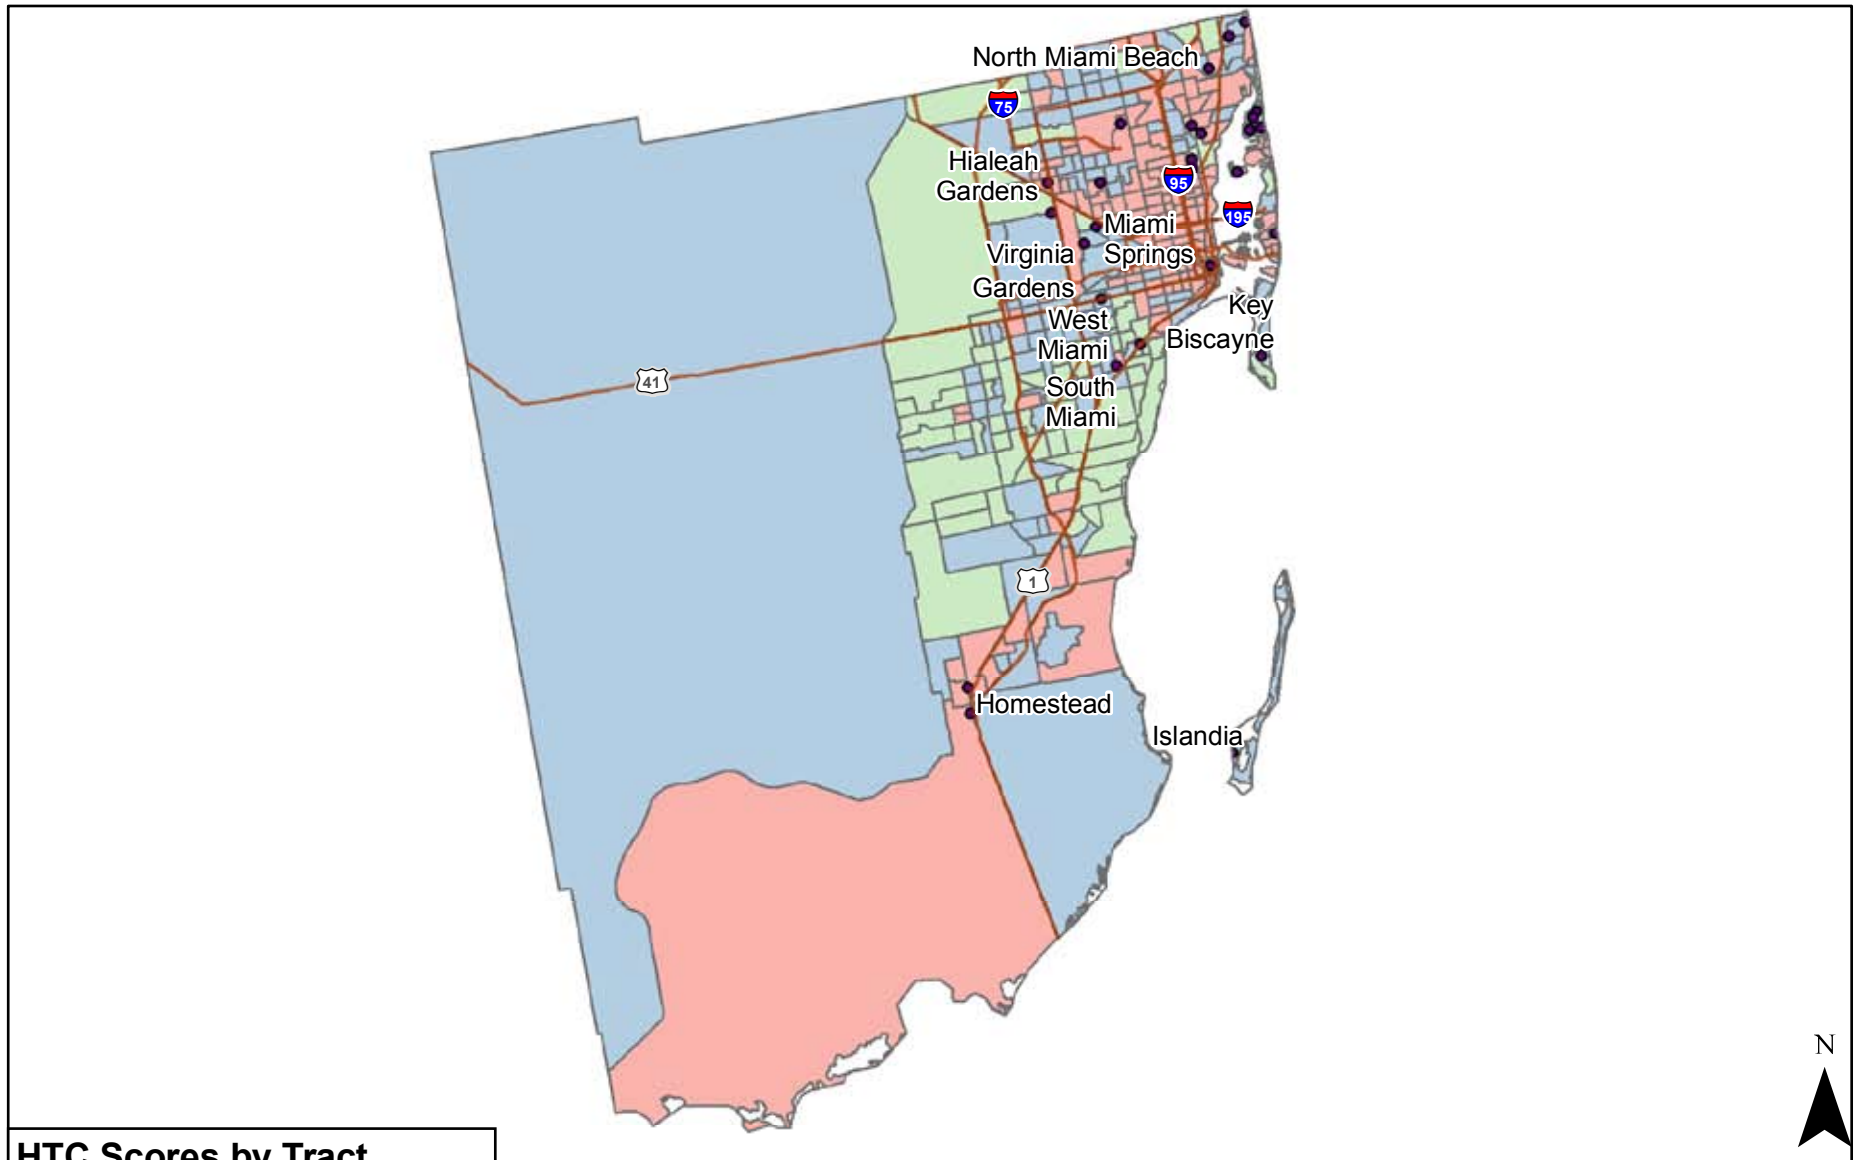 North Miami Beach
75
Hialeah
Gardens
95
195
Miami
Springs
Virginia
Gardens
Key
Biscayne
West
Miami
41
South
Miami
1
Homestead
Islandia
N
HTC Scores by Tract